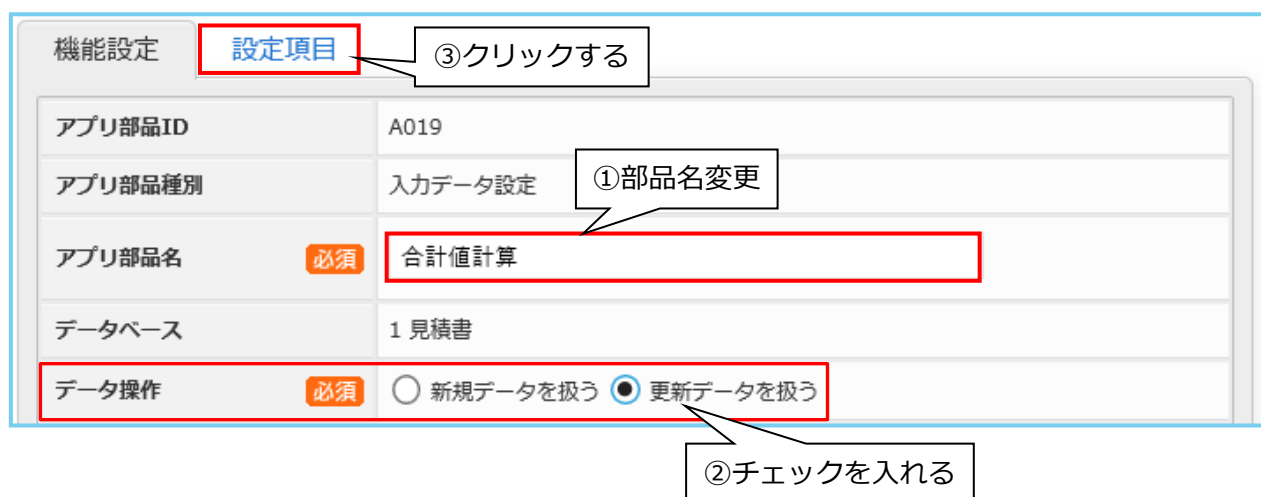 機能設定 設定項目 ③クリックする
アプリ部品ID A019
アプリ部品種別 入力データ設定 ①部品名変更
アプリ部品名 必須 合計値計算
データベース 1 見積書
データ操作 必須 新規データを扱う 更新データを扱う
②チェックを入れる